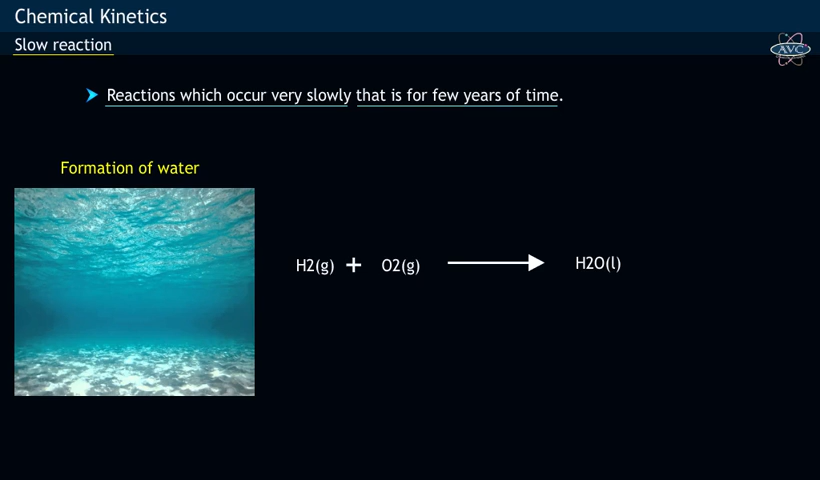 Chemical Kinetics
Slow reaction
AVC
Reactions which occur very slowly that is for few years of time.
Formation of water
H2(g) + O2(g) H2O(l)